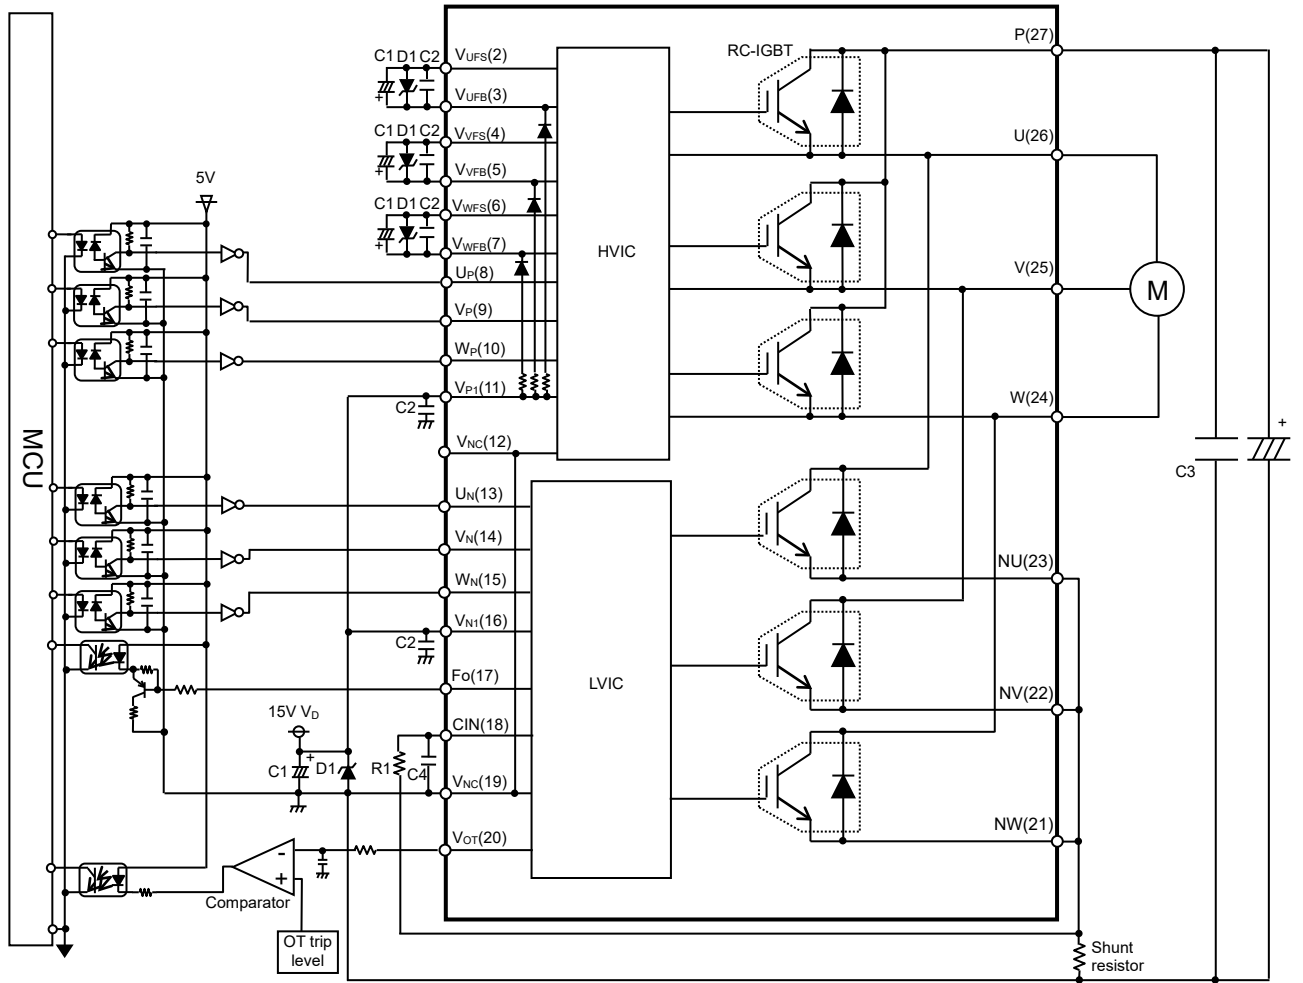 MCU
5V
C1 D1 C2
C1 D1 C2
C1 D1 C2
VUFS(2)
VUFB(3)
VVFS(4)
VVFB(5)
VWFS(6)
VWFB(7)
UP(8)
VP(9)
WP(10)
VP1(11)
C2
VNC(12)
UN(13)
VN(14)
WN(15)
VN1(16)
C2
Fo(17)
15V VD
CIN(18)
+
C1
D1
R1
C4
VNC(19)
VOT(20)
-
+
Comparator
OT trip
level
HVIC
LVIC
RC-IGBT
P(27)
U(26)
V(25)
W(24)
NU(23)
NV(22)
NW(21)
M
+
C3
Shunt
resistor
+
+
+